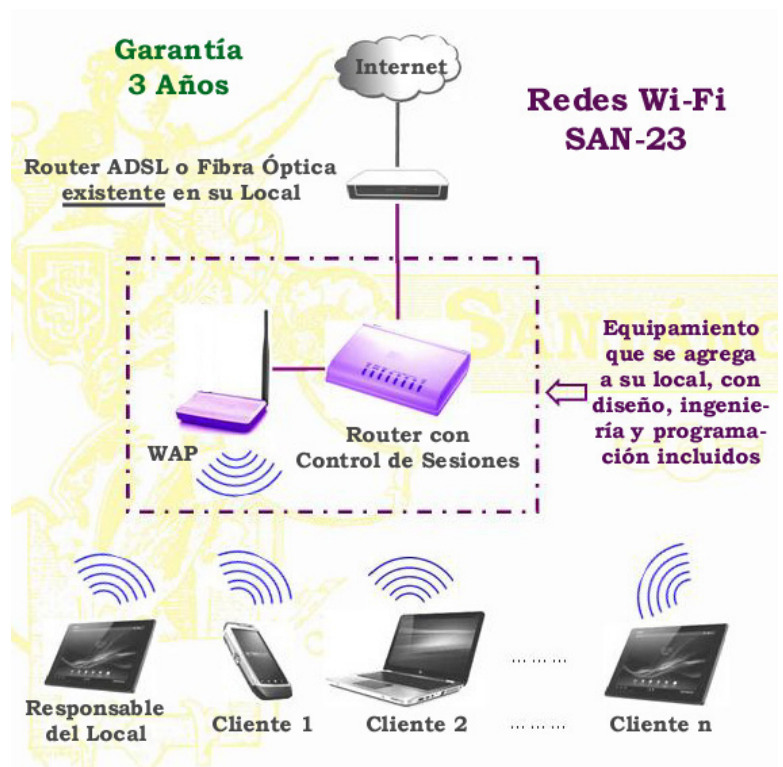 Garantía
3 Años
Internet
Redes Wi-Fi
SAN-23
Router ADSL o Fibra Óptica
existente en su Local
SANTÁNG
Equipamiento
que se agrega
a su local, con
diseño, ingenie-
ría y programa-
ción incluidos
WAP
Router con
Control de Sesiones
... ... ...
Responsable
del Local
Cliente 1
Cliente 2
... ... ...
Cliente n